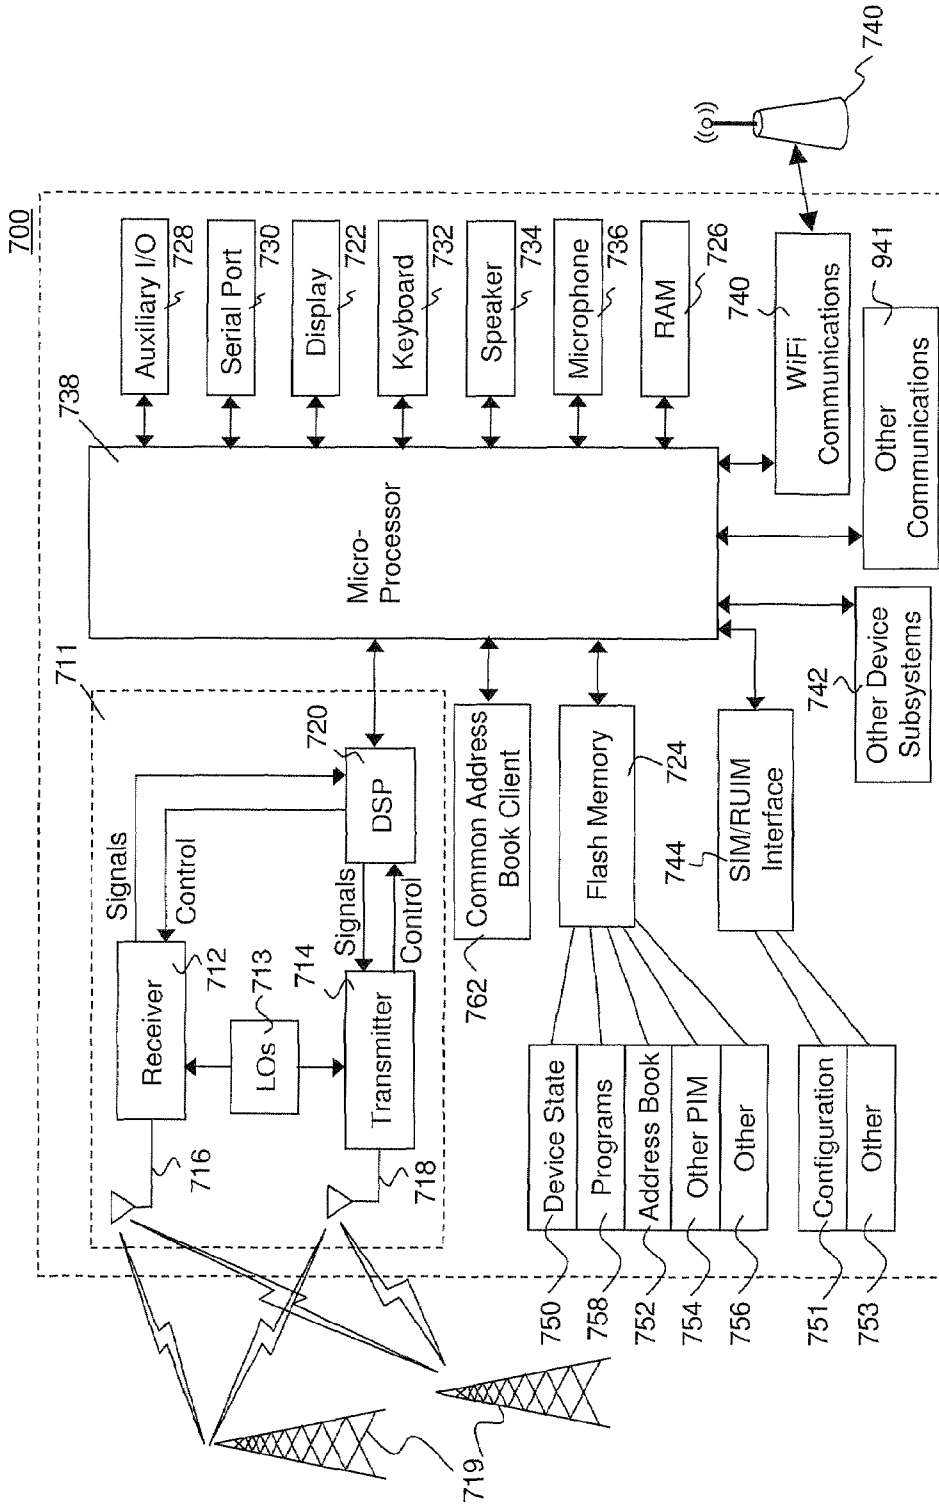 700
711
738
Receiver
712
Signals
Control
LOs
713
714
Transmitter
Signals
Control
720
DSP
716
718
719
Micro-
Processor
Auxiliary I/O
728
Serial Port
730
Display
722
Keyboard
732
Speaker
734
Microphone
736
RAM
726
762
Common Address
Book Client
Flash Memory
724
Device State
Programs
Address Book
Other PIM
Other
750
758
752
754
756
744
SIM/RUIM
Interface
Configuration
Other
751
753
742
Other Device
Subsystems
740
WiFi
Communications
740
Other
Communications
941